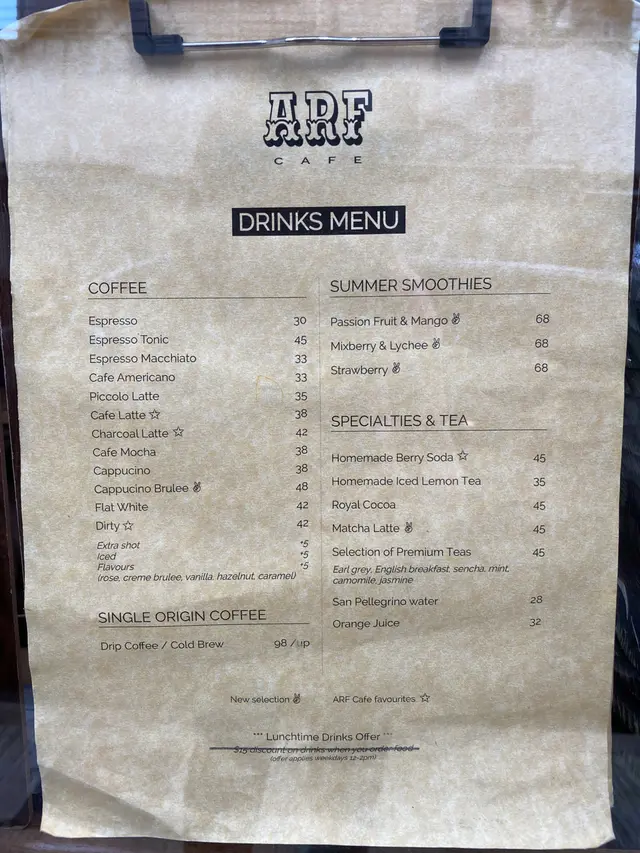 ARF
CAFE
DRINKS MENU
COFFEE
Espresso 30
Espresso Tonic 45
Espresso Macchiato 33
Cafe Americano 33
Piccolo Latte 35
Cafe Latte ☆ 38
Charcoal Latte ☆ 42
Cafe Mocha 38
Cappucino 38
Cappucino Brulee ✌ 48
Flat White 42
Dirty ☆ 42
Extra shot *5
Iced *5
Flavours *5
(rose, creme brulee, vanilla, hazelnut, caramel)
SINGLE ORIGIN COFFEE
Drip Coffee / Cold Brew 98 /up
SUMMER SMOOTHIES
Passion Fruit & Mango ✌ 68
Mixberry & Lychee ✌ 68
Strawberry ✌ 68
SPECIALTIES & TEA
Homemade Berry Soda ☆ 45
Homemade Iced Lemon Tea 35
Royal Cocoa 45
Matcha Latte ✌ 45
Selection of Premium Teas 45
Earl grey, English breakfast, sencha, mint,
camomile, jasmine
San Pellegrino water 28
Orange Juice 32
New selection ✌ ARF Cafe favourites ☆
*** Lunchtime Drinks Offer ***
$15 discount on drinks when you order food
(offer applies weekdays 12-2pm)